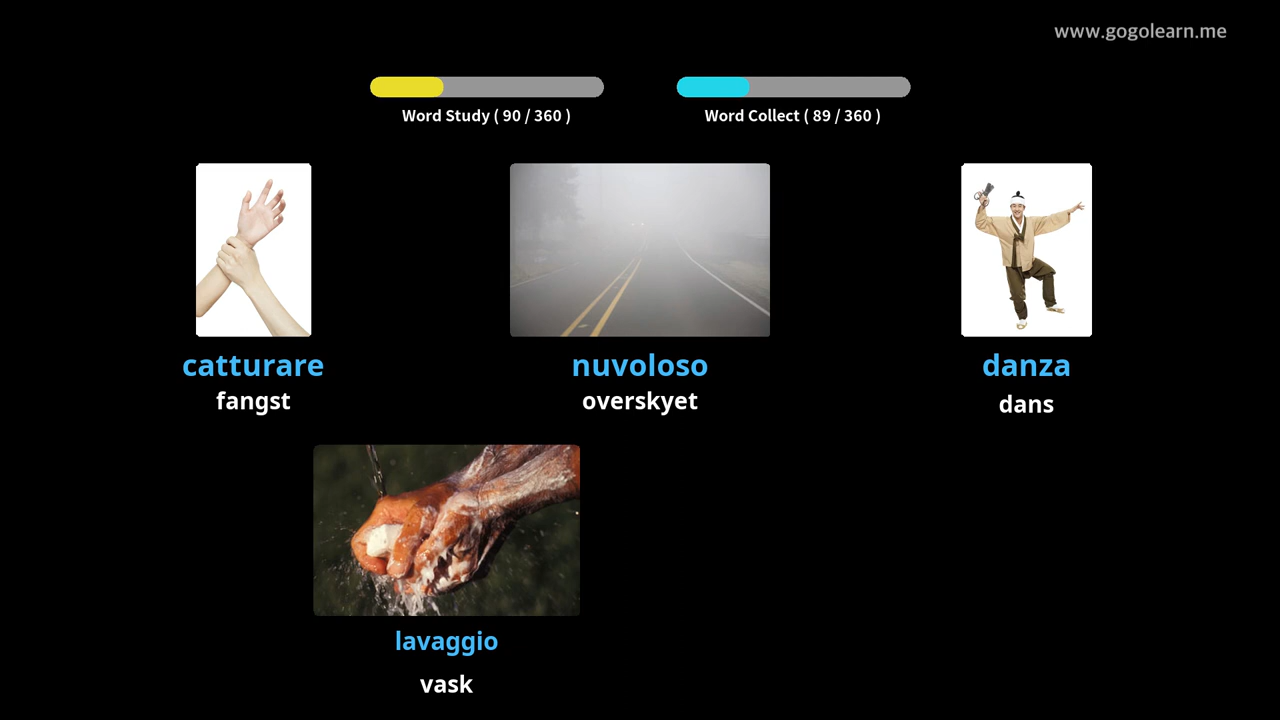 www.gogolearn.me
Word Study ( 90 / 360 )
Word Collect ( 89 / 360 )
catturare
fangst
nuvoloso
overskyet
danza
dans
lavaggio
vask